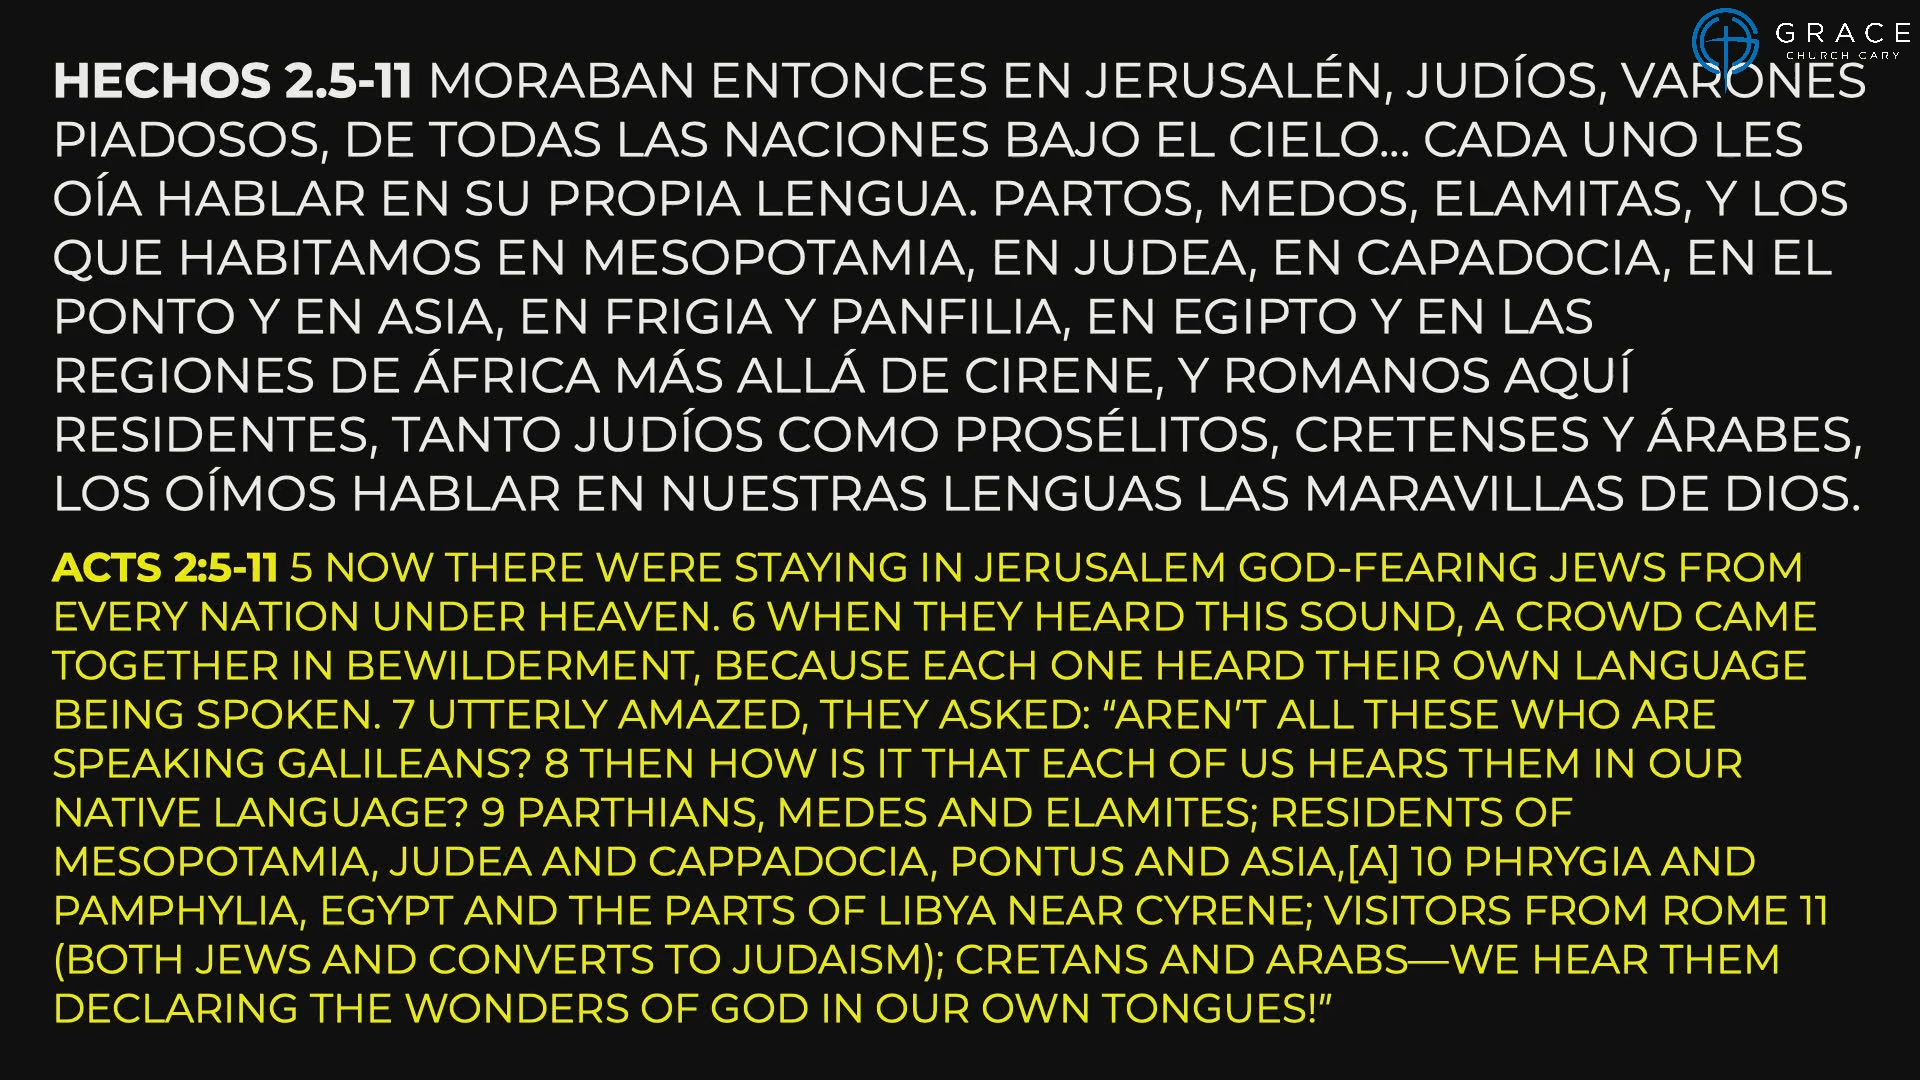 GRACE
CHURCH CARY
HECHOS 2.5-11 MORABAN ENTONCES EN JERUSALÉN, JUDÍOS, VARONES
PIADOSOS, DE TODAS LAS NACIONES BAJO EL CIELO... CADA UNO LES
OÍA HABLAR EN SU PROPIA LENGUA. PARTOS, MEDOS, ELAMITAS, Y LOS
QUE HABITAMOS EN MESOPOTAMIA, EN JUDEA, EN CAPADOCIA, EN EL
PONTO Y EN ASIA, EN FRIGIA Y PANFILIA, EN EGIPTO Y EN LAS
REGIONES DE ÁFRICA MÁS ALLÁ DE CIRENE, Y ROMANOS AQUÍ
RESIDENTES, TANTO JUDÍOS COMO PROSÉLITOS, CRETENSES Y ÁRABES,
LOS OÍMOS HABLAR EN NUESTRAS LENGUAS LAS MARAVILLAS DE DIOS.
ACTS 2:5-11 5 NOW THERE WERE STAYING IN JERUSALEM GOD-FEARING JEWS FROM
EVERY NATION UNDER HEAVEN. 6 WHEN THEY HEARD THIS SOUND, A CROWD CAME
TOGETHER IN BEWILDERMENT, BECAUSE EACH ONE HEARD THEIR OWN LANGUAGE
BEING SPOKEN. 7 UTTERLY AMAZED, THEY ASKED: “AREN’T ALL THESE WHO ARE
SPEAKING GALILEANS? 8 THEN HOW IS IT THAT EACH OF US HEARS THEM IN OUR
NATIVE LANGUAGE? 9 PARTHIANS, MEDES AND ELAMITES; RESIDENTS OF
MESOPOTAMIA, JUDEA AND CAPPADOCIA, PONTUS AND ASIA,[A] 10 PHRYGIA AND
PAMPHYLIA, EGYPT AND THE PARTS OF LIBYA NEAR CYRENE; VISITORS FROM ROME 11
(BOTH JEWS AND CONVERTS TO JUDAISM); CRETANS AND ARABS—WE HEAR THEM
DECLARING THE WONDERS OF GOD IN OUR OWN TONGUES!”